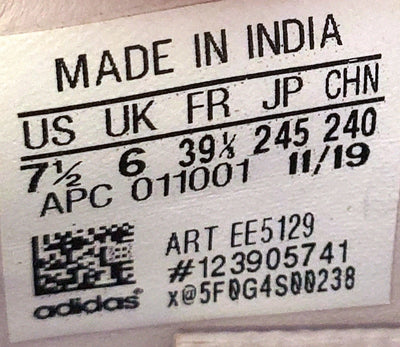 MADE IN INDIA
US UK FR JP CHN
7½ 6 39⅓ 245 240
APC 011001 11/19
ART EE5129
#123905741
x@5F0G4S00238
adidas